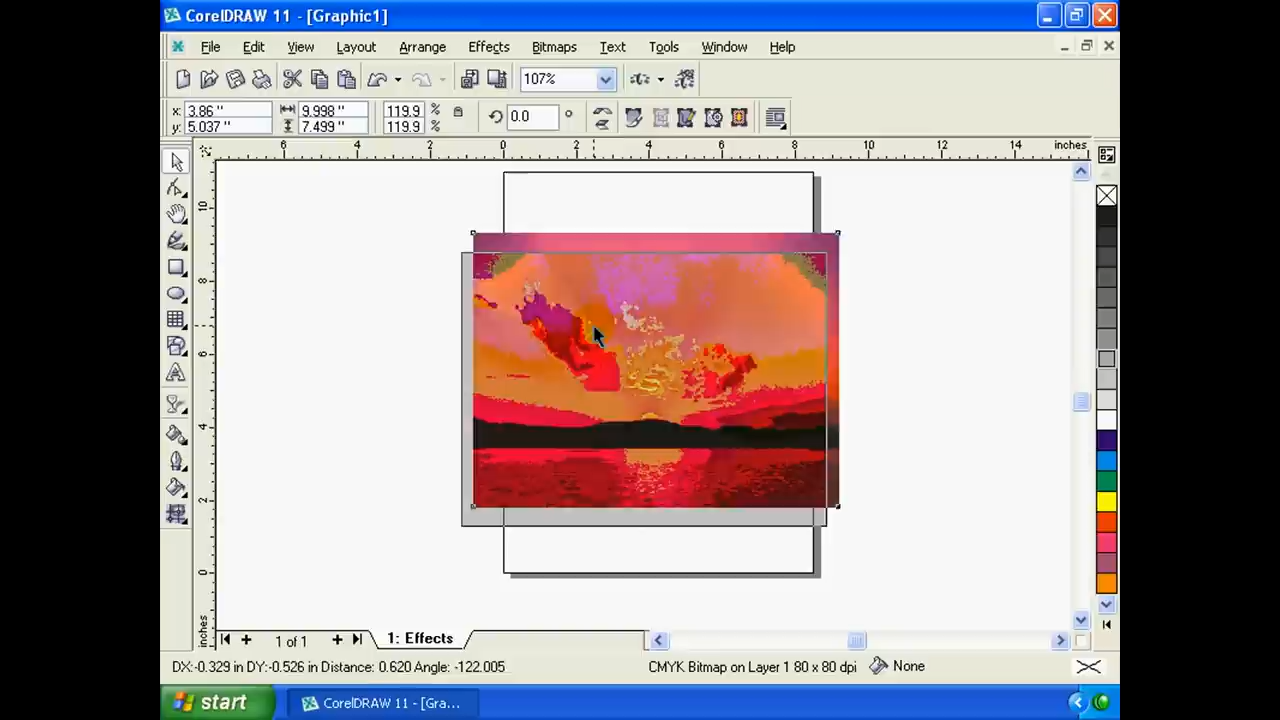 CorelDRAW 11 - [Graphic1]
File Edit View Layout Arrange Effects Bitmaps Text Tools Window Help
107%
x: 3.86 " 9.998 " 119.9 % 0.0 °
y: 5.037 " 7.499 " 119.9 %
6 4 2 0 2 4 6 8 10 12 14 inches
10
8
6
4
2
0
inches
1 of 1 1: Effects
DX:-0.329 in DY:-0.526 in Distance: 0.620 Angle: -122.005 CMYK Bitmap on Layer 1 80 x 80 dpi None
start CorelDRAW 11 - [Gra...